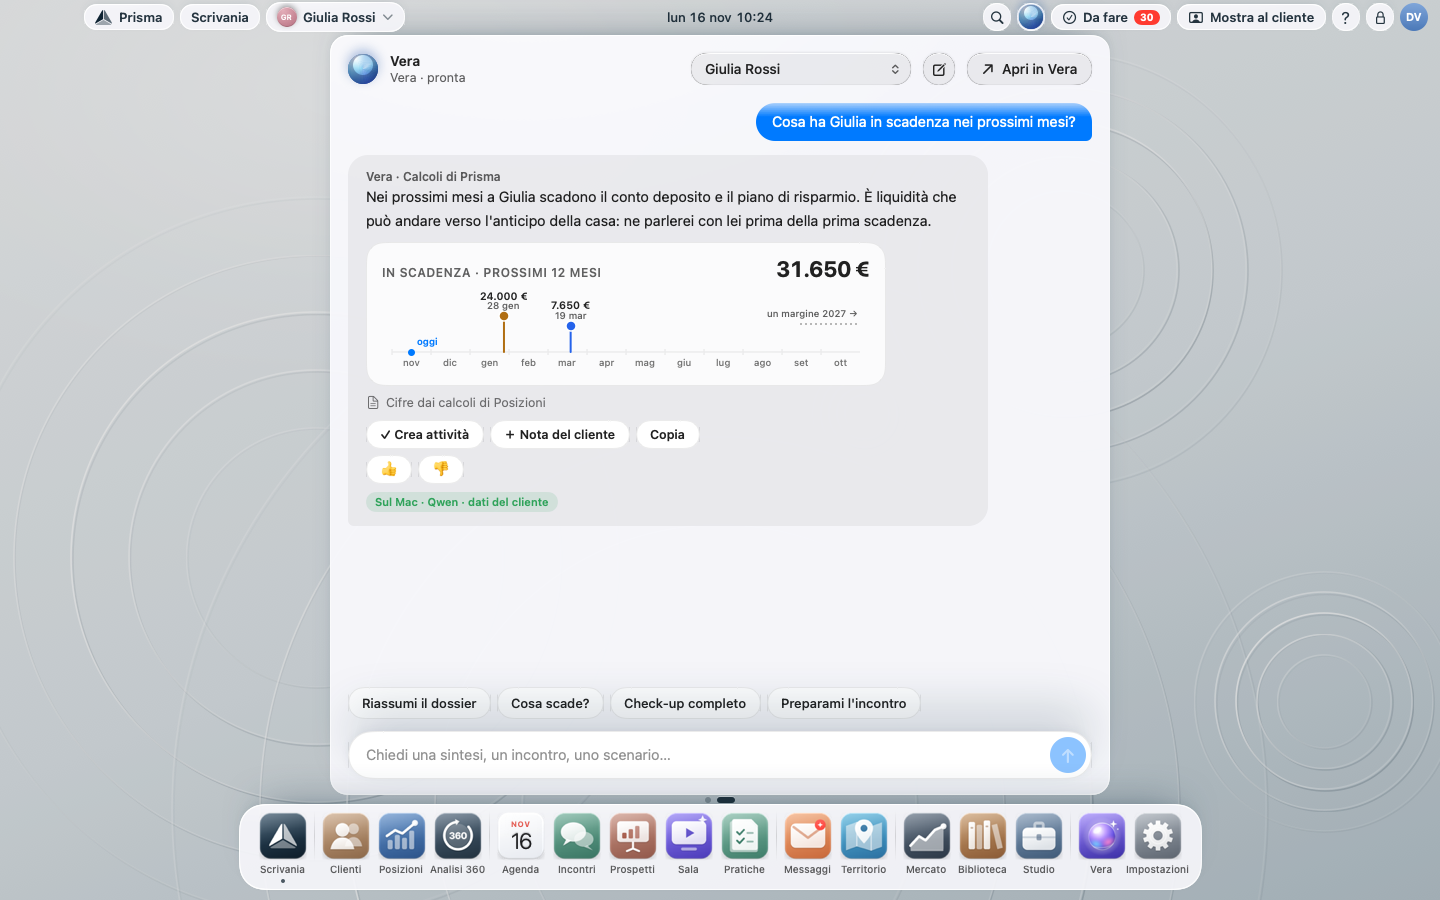 Prisma
Scrivania
GR Giulia Rossi
lun 16 nov 10:24
Da fare 30
Mostra al cliente
?
DV
Vera
Vera · pronta
Giulia Rossi
Apri in Vera
Cosa ha Giulia in scadenza nei prossimi mesi?
Vera · Calcoli di Prisma
Nei prossimi mesi a Giulia scadono il conto deposito e il piano di risparmio. È liquidità che
può andare verso l'anticipo della casa: ne parlerei con lei prima della prima scadenza.
IN SCADENZA · PROSSIMI 12 MESI
31.650 €
24.000 €
28 gen
7.650 €
19 mar
un margine 2027 →
oggi
nov dic gen feb mar apr mag giu lug ago set ott
Cifre dai calcoli di Posizioni
✓ Crea attività
+ Nota del cliente
Copia
Sul Mac · Qwen · dati del cliente
Riassumi il dossier
Cosa scade?
Check-up completo
Preparami l'incontro
Chiedi una sintesi, un incontro, uno scenario...
360
NOV
16
Scrivania Clienti Posizioni Analisi 360 Agenda Incontri Prospetti Sala Pratiche Messaggi Territorio Mercato Biblioteca Studio Vera Impostazioni